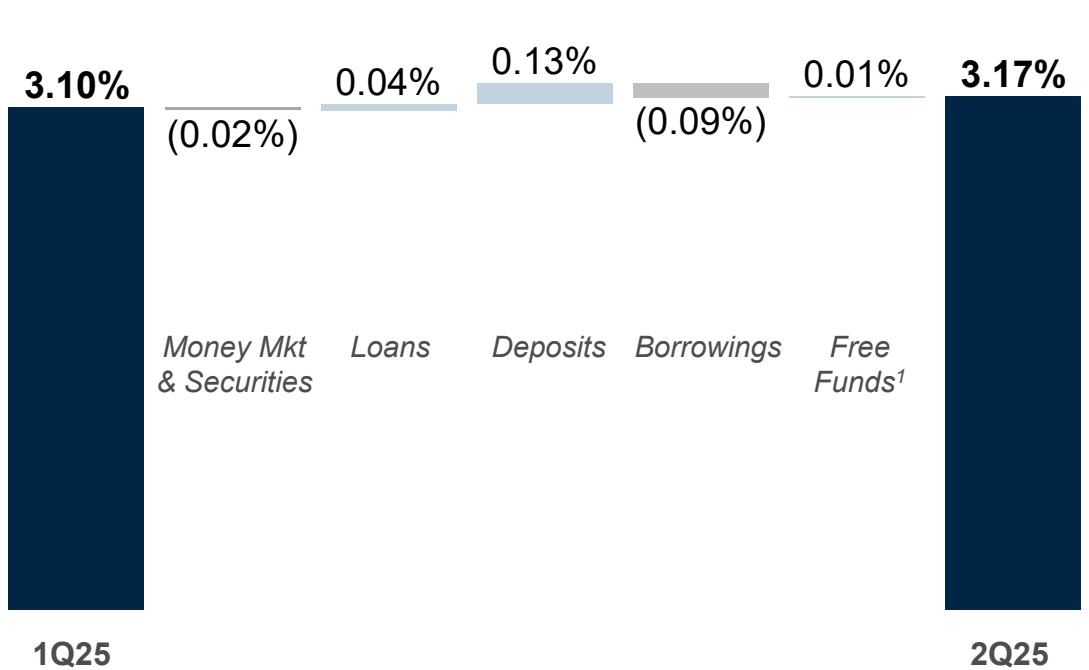 3.10%
(0.02%)
0.04%
0.13%
(0.09%)
0.01%
3.17%
Money Mkt
& Securities
Loans
Deposits
Borrowings
Free
Funds¹
1Q25
2Q25